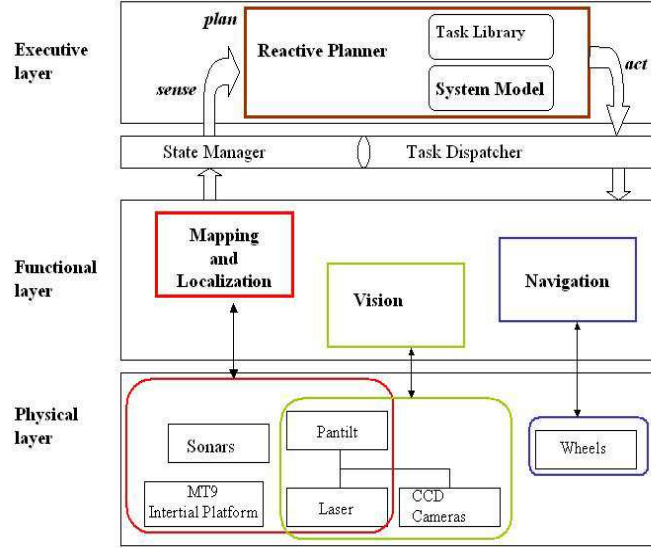 plan
Executive
layer
Reactive Planner
Task Library
System Model
sense
act
State Manager
Task Dispatcher
Functional
layer
Mapping
and
Localization
Vision
Navigation
Physical
layer
Sonars
MT9
Intertial Platform
Pantilt
Laser
CCD
Cameras
Wheels